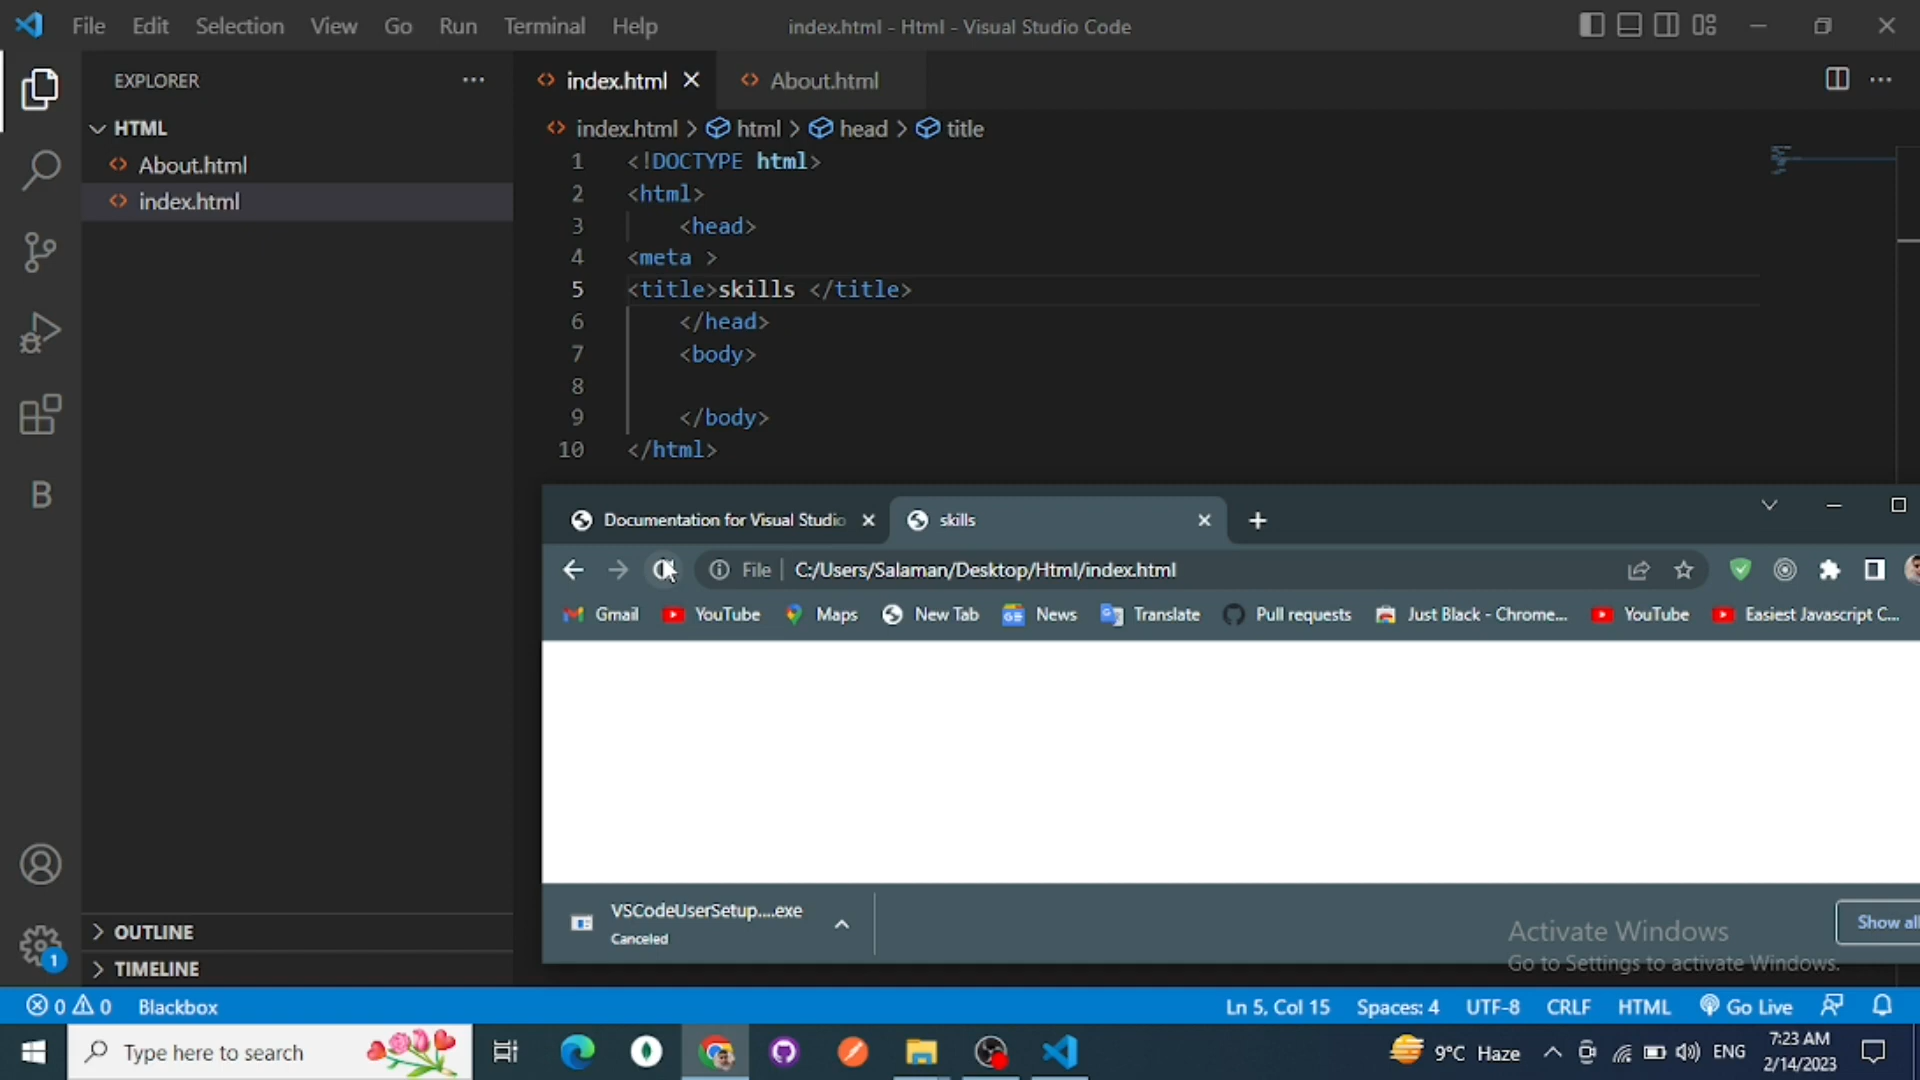 File Edit Selection View Go Run Terminal Help
index.html - Html - Visual Studio Code
EXPLORER
HTML
About.html
index.html
index.html
About.html
index.html > html > head > title
1 <!DOCTYPE html>
2 <html>
3 <head>
4 <meta >
5 <title>skills </title>
6 </head>
7 <body>
8
9 </body>
10 </html>
B
Documentation for Visual Studio
skills
File C:/Users/Salaman/Desktop/Html/index.html
Gmail YouTube Maps New Tab News Translate Pull requests Just Black - Chrome... YouTube Easiest Javascript C...
VSCodeUserSetup....exe
Canceled
Show all
Activate Windows
Go to Settings to activate Windows.
OUTLINE
TIMELINE
1
0 0 Blackbox
Ln 5, Col 15 Spaces: 4 UTF-8 CRLF HTML Go Live
Type here to search
9°C Haze
ENG
7:23 AM
2/14/2023